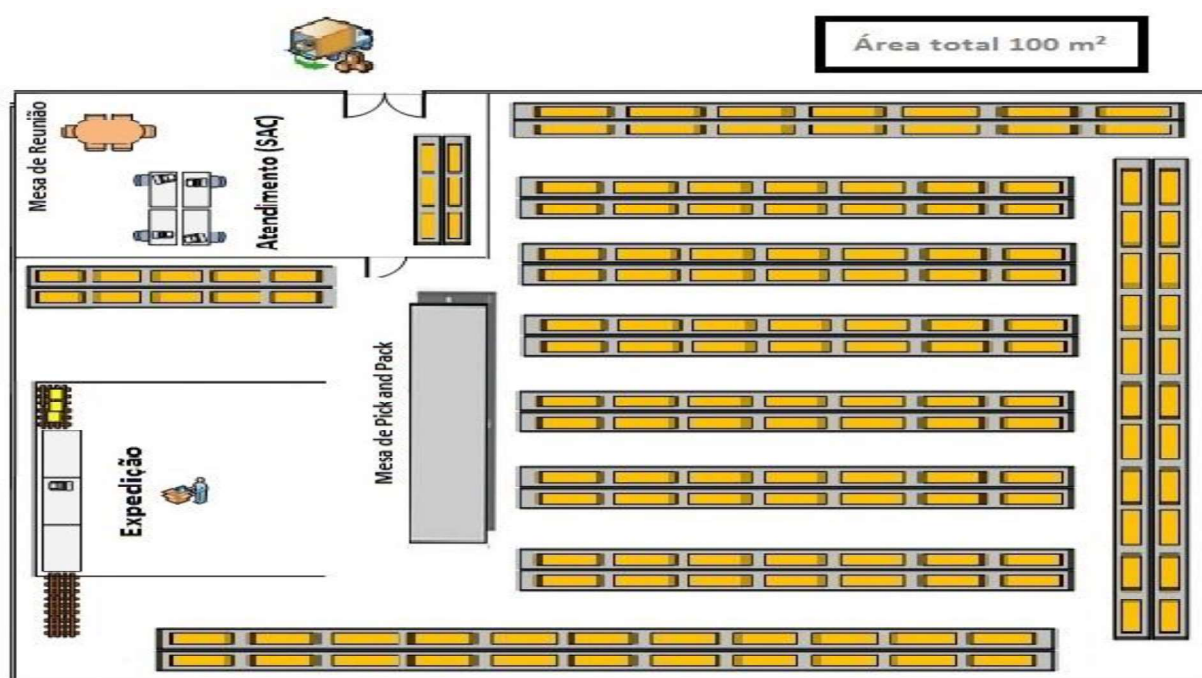 Área total 100 m²
Mesa de Reunião
Atendimento (SAC)
Mesa de Pick and Pack
Expedição